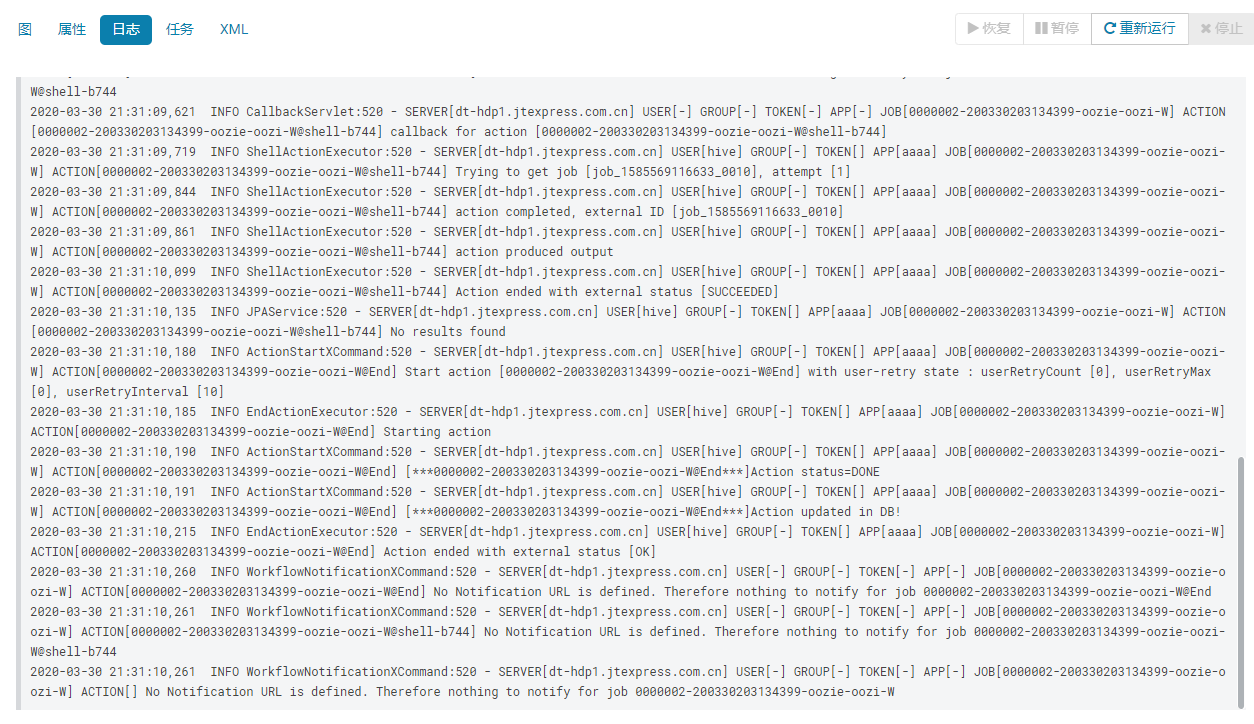 图 属性 日志 任务 XML 恢复 暂停 重新运行 停止
W@shell-b744
2020-03-30 21:31:09,621 INFO CallbackServlet:520 - SERVER[dt-hdp1.jtexpress.com.cn] USER[-] GROUP[-] TOKEN[-] APP[-] JOB[0000002-200330203134399-oozie-oozi-W] ACTION
[0000002-200330203134399-oozie-oozi-W@shell-b744] callback for action [0000002-200330203134399-oozie-oozi-W@shell-b744]
2020-03-30 21:31:09,719 INFO ShellActionExecutor:520 - SERVER[dt-hdp1.jtexpress.com.cn] USER[hive] GROUP[-] TOKEN[] APP[aaaa] JOB[0000002-200330203134399-oozie-oozi-
W] ACTION[0000002-200330203134399-oozie-oozi-W@shell-b744] Trying to get job [job_1585569116633_0010], attempt [1]
2020-03-30 21:31:09,844 INFO ShellActionExecutor:520 - SERVER[dt-hdp1.jtexpress.com.cn] USER[hive] GROUP[-] TOKEN[] APP[aaaa] JOB[0000002-200330203134399-oozie-oozi-
W] ACTION[0000002-200330203134399-oozie-oozi-W@shell-b744] action completed, external ID [job_1585569116633_0010]
2020-03-30 21:31:09,861 INFO ShellActionExecutor:520 - SERVER[dt-hdp1.jtexpress.com.cn] USER[hive] GROUP[-] TOKEN[] APP[aaaa] JOB[0000002-200330203134399-oozie-oozi-
W] ACTION[0000002-200330203134399-oozie-oozi-W@shell-b744] action produced output
2020-03-30 21:31:10,099 INFO ShellActionExecutor:520 - SERVER[dt-hdp1.jtexpress.com.cn] USER[hive] GROUP[-] TOKEN[] APP[aaaa] JOB[0000002-200330203134399-oozie-oozi-
W] ACTION[0000002-200330203134399-oozie-oozi-W@shell-b744] Action ended with external status [SUCCEEDED]
2020-03-30 21:31:10,135 INFO JPAService:520 - SERVER[dt-hdp1.jtexpress.com.cn] USER[hive] GROUP[-] TOKEN[] APP[aaaa] JOB[0000002-200330203134399-oozie-oozi-W] ACTION
[0000002-200330203134399-oozie-oozi-W@shell-b744] No results found
2020-03-30 21:31:10,180 INFO ActionStartXCommand:520 - SERVER[dt-hdp1.jtexpress.com.cn] USER[hive] GROUP[-] TOKEN[] APP[aaaa] JOB[0000002-200330203134399-oozie-oozi-
W] ACTION[0000002-200330203134399-oozie-oozi-W@End] Start action [0000002-200330203134399-oozie-oozi-W@End] with user-retry state : userRetryCount [0], userRetryMax
[0], userRetryInterval [10]
2020-03-30 21:31:10,185 INFO EndActionExecutor:520 - SERVER[dt-hdp1.jtexpress.com.cn] USER[hive] GROUP[-] TOKEN[] APP[aaaa] JOB[0000002-200330203134399-oozie-oozi-W]
ACTION[0000002-200330203134399-oozie-oozi-W@End] Starting action
2020-03-30 21:31:10,190 INFO ActionStartXCommand:520 - SERVER[dt-hdp1.jtexpress.com.cn] USER[hive] GROUP[-] TOKEN[] APP[aaaa] JOB[0000002-200330203134399-oozie-oozi-
W] ACTION[0000002-200330203134399-oozie-oozi-W@End] [***0000002-200330203134399-oozie-oozi-W@End***]Action status=DONE
2020-03-30 21:31:10,191 INFO ActionStartXCommand:520 - SERVER[dt-hdp1.jtexpress.com.cn] USER[hive] GROUP[-] TOKEN[] APP[aaaa] JOB[0000002-200330203134399-oozie-oozi-
W] ACTION[0000002-200330203134399-oozie-oozi-W@End] [***0000002-200330203134399-oozie-oozi-W@End***]Action updated in DB!
2020-03-30 21:31:10,215 INFO EndActionExecutor:520 - SERVER[dt-hdp1.jtexpress.com.cn] USER[hive] GROUP[-] TOKEN[] APP[aaaa] JOB[0000002-200330203134399-oozie-oozi-W]
ACTION[0000002-200330203134399-oozie-oozi-W@End] Action ended with external status [OK]
2020-03-30 21:31:10,260 INFO WorkflowNotificationXCommand:520 - SERVER[dt-hdp1.jtexpress.com.cn] USER[-] GROUP[-] TOKEN[-] APP[-] JOB[0000002-200330203134399-oozie-o
ozi-W] ACTION[0000002-200330203134399-oozie-oozi-W@End] No Notification URL is defined. Therefore nothing to notify for job 0000002-200330203134399-oozie-oozi-W@End
2020-03-30 21:31:10,261 INFO WorkflowNotificationXCommand:520 - SERVER[dt-hdp1.jtexpress.com.cn] USER[-] GROUP[-] TOKEN[-] APP[-] JOB[0000002-200330203134399-oozie-o
ozi-W] ACTION[0000002-200330203134399-oozie-oozi-W@shell-b744] No Notification URL is defined. Therefore nothing to notify for job 0000002-200330203134399-oozie-oozi-
W@shell-b744
2020-03-30 21:31:10,261 INFO WorkflowNotificationXCommand:520 - SERVER[dt-hdp1.jtexpress.com.cn] USER[-] GROUP[-] TOKEN[-] APP[-] JOB[0000002-200330203134399-oozie-o
ozi-W] ACTION[] No Notification URL is defined. Therefore nothing to notify for job 0000002-200330203134399-oozie-oozi-W